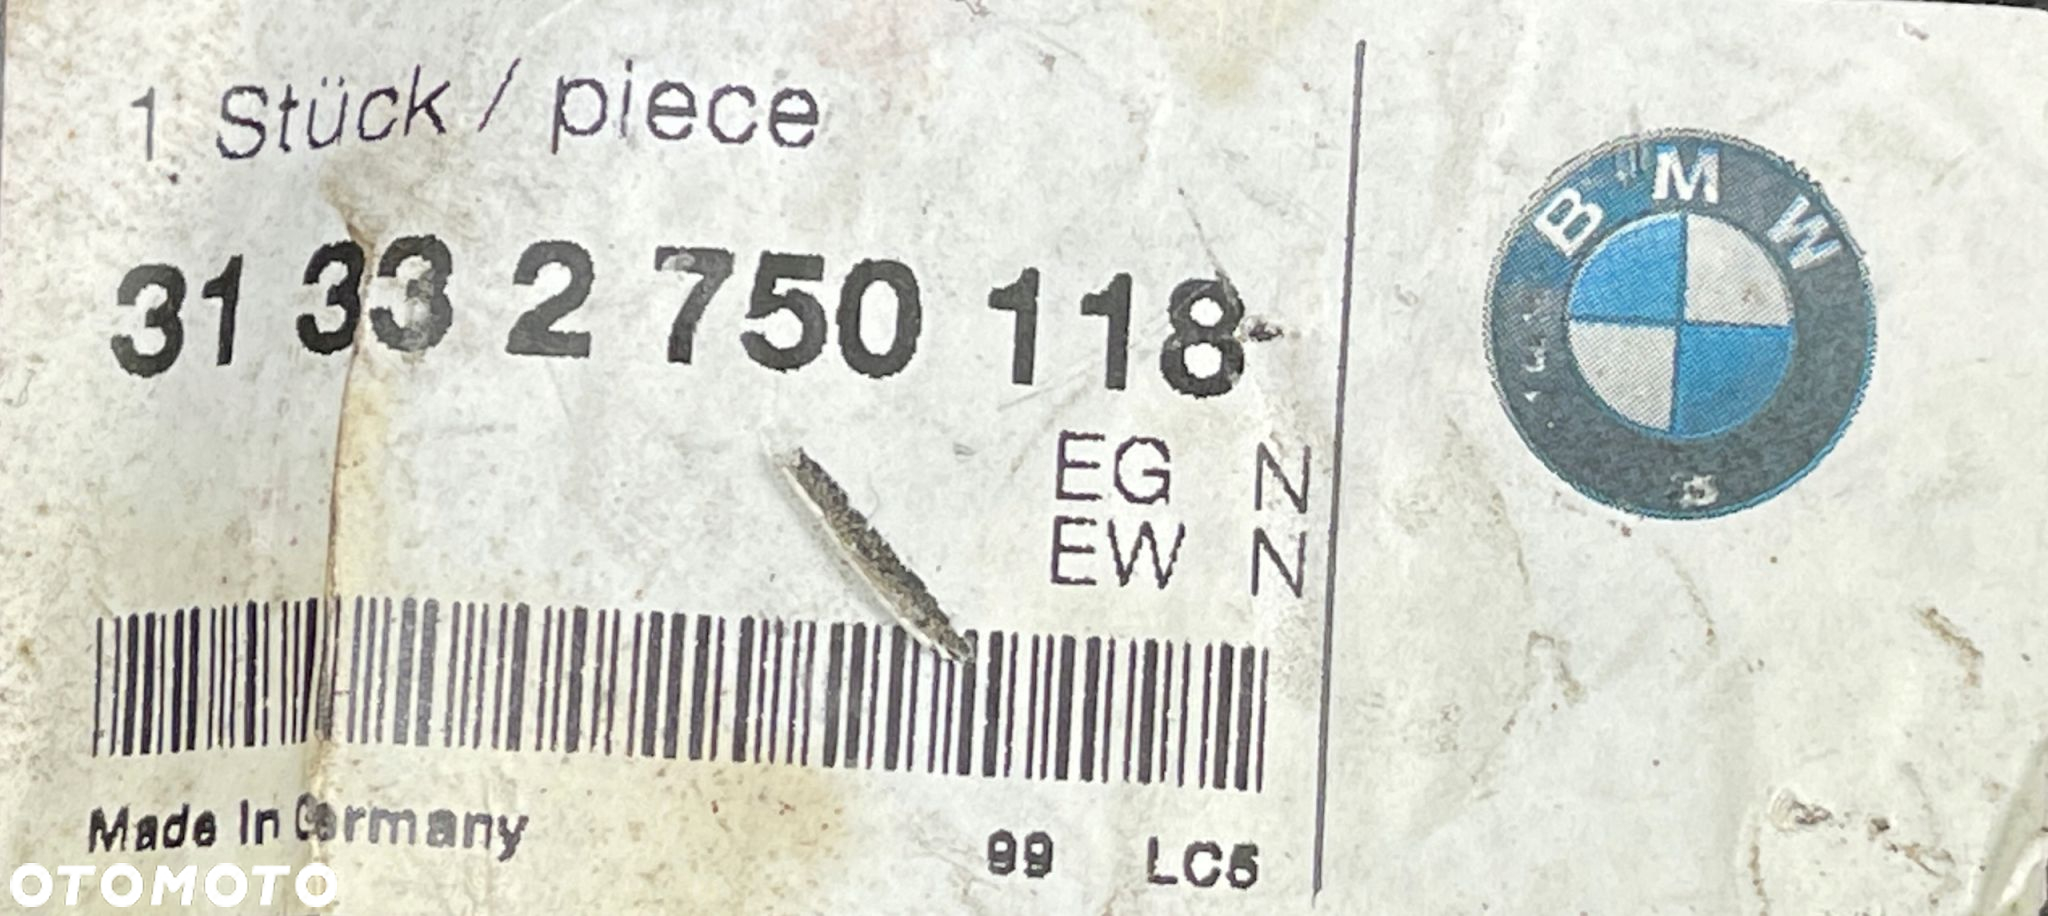 1 Stück / piece
31 33 2 750 118
EG N
EW N
Made In Germany
99 LC5
BMW
OTOMOTO